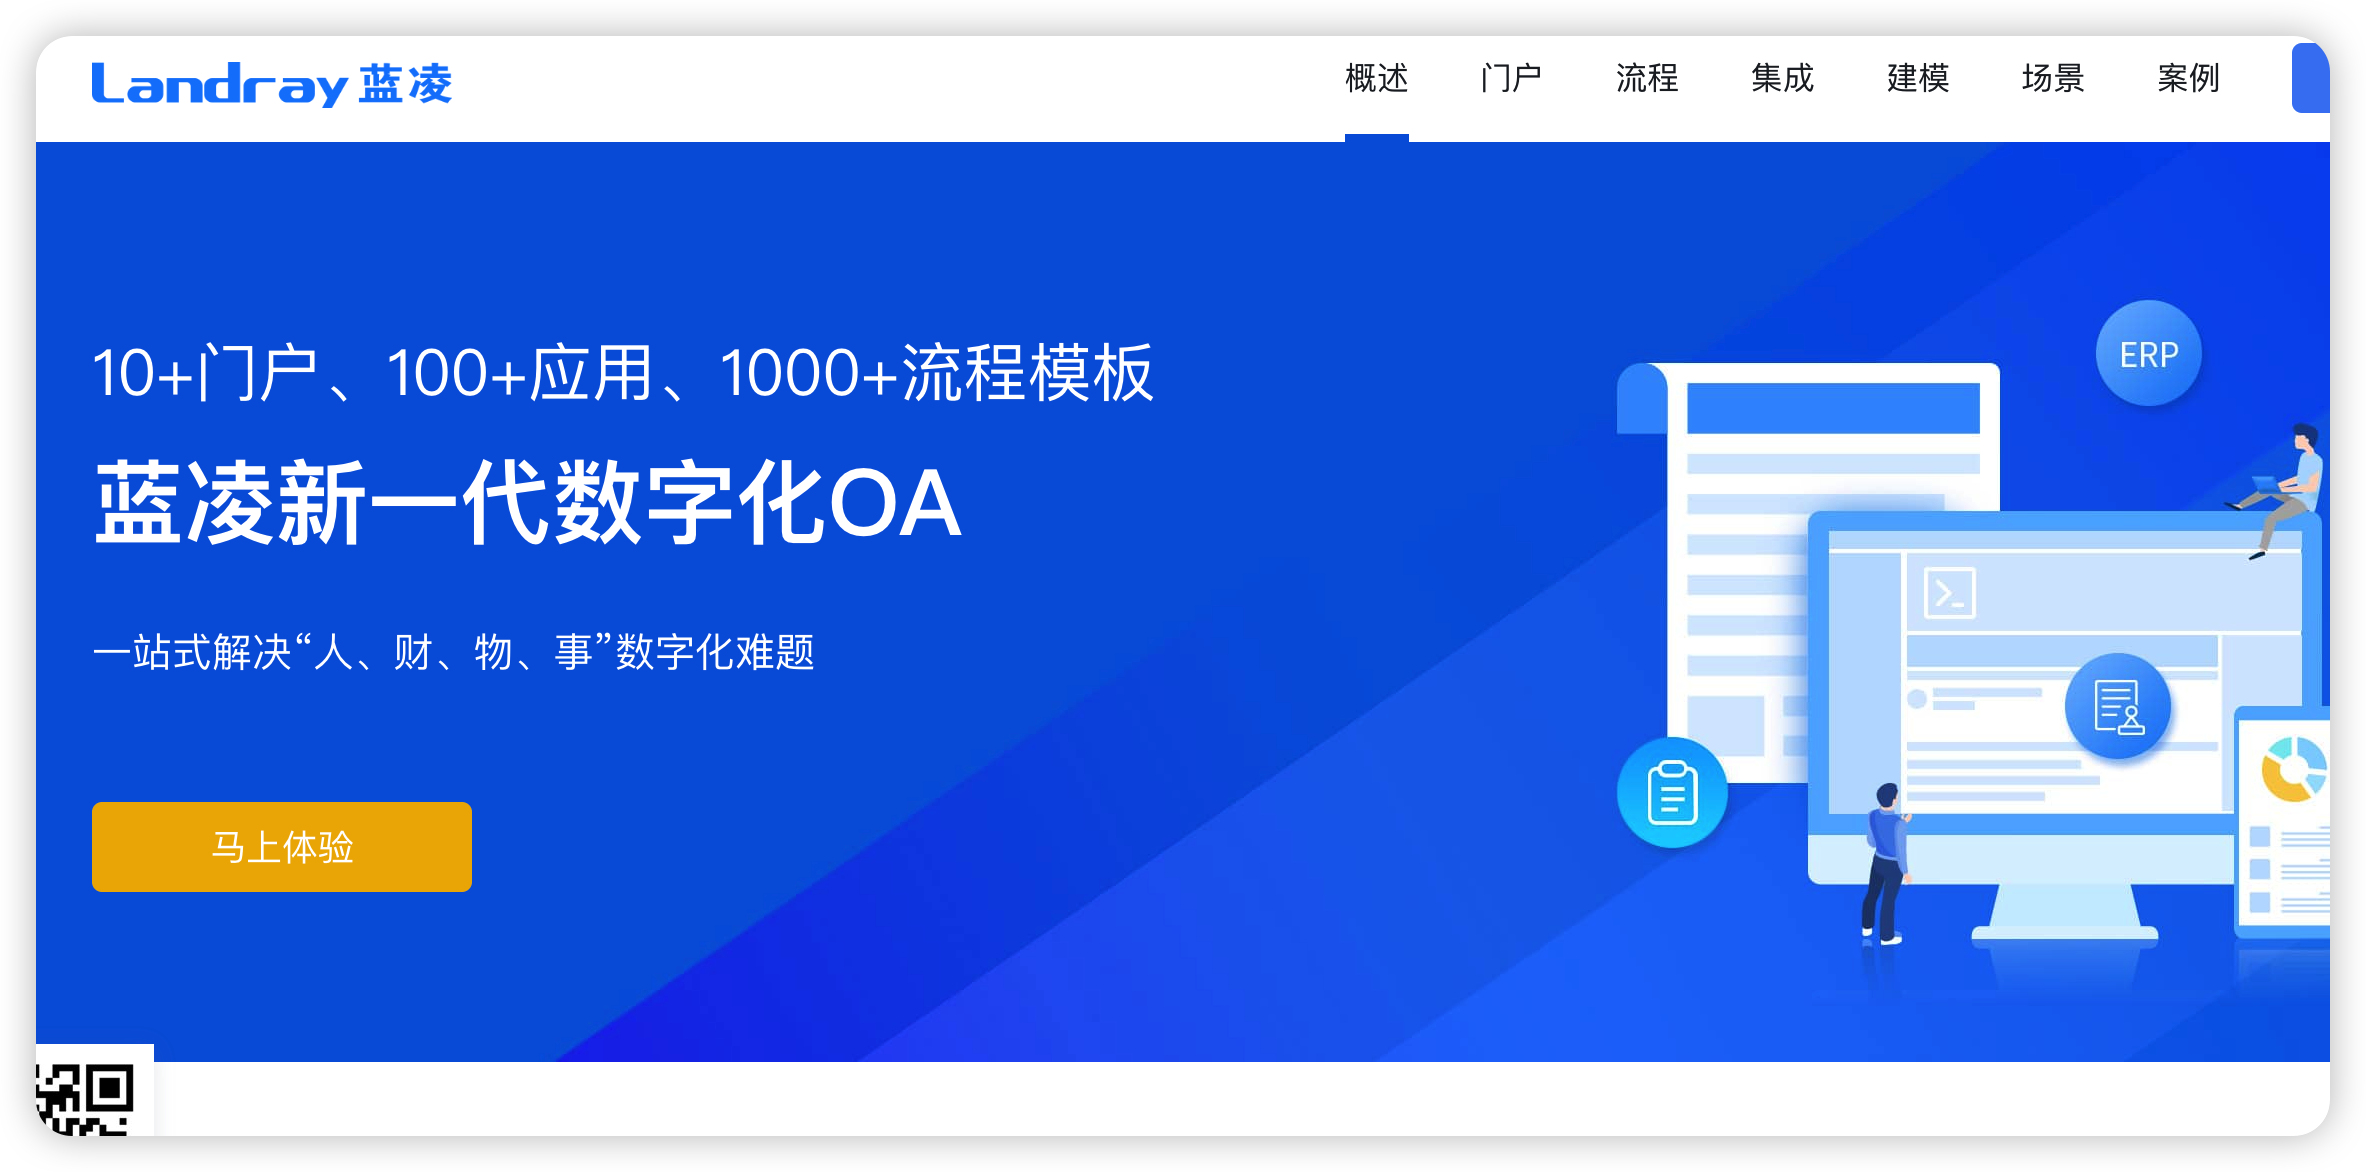 Landray 蓝凌
概述 门户 流程 集成 建模 场景 案例
10+门户、100+应用、1000+流程模板
ERP
蓝凌新一代数字化OA
一站式解决“人、财、物、事”数字化难题
马上体验